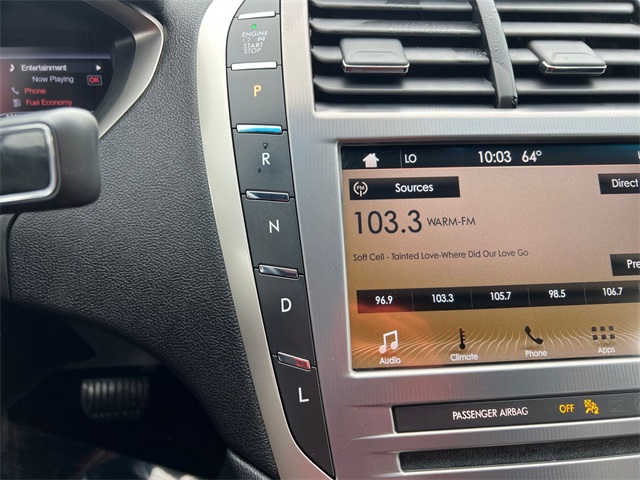 ENGINE
START
STOP
P
R
N
D
L
Entertainment
Now Playing OK
Phone
Fuel Economy
LO 10:03 64°
FM Sources Direct
103.3 WARM-FM
Soft Cell - Tainted Love-Where Did Our Love Go
96.9 103.3 105.7 98.5 106.7
Audio Climate Phone Apps
PASSENGER AIRBAG OFF 2